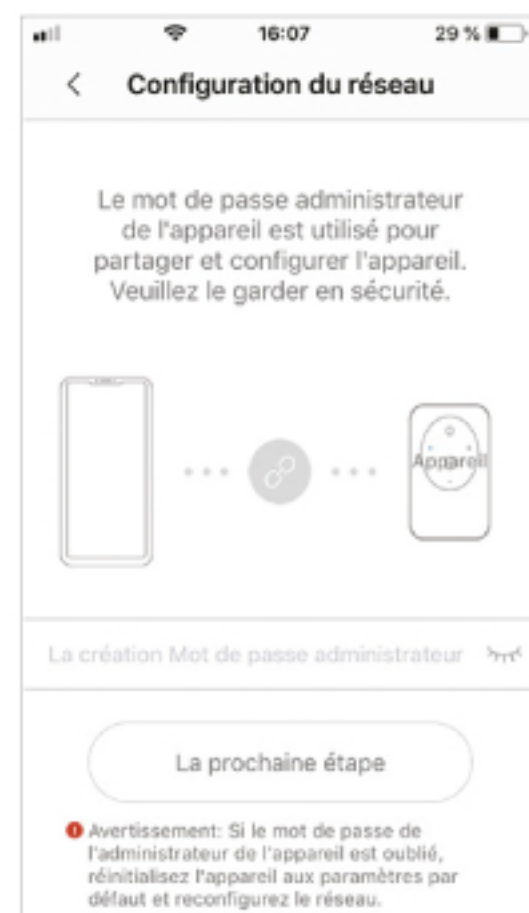 16:07 29 %
Configuration du réseau
Le mot de passe administrateur
de l'appareil est utilisé pour
partager et configurer l'appareil.
Veuillez le garder en sécurité.
Appareil
La création Mot de passe administrateur
La prochaine étape
Avertissement: Si le mot de passe de
l'administrateur de l'appareil est oublié,
réinitialisez l'appareil aux paramètres par
défaut et reconfigurez le réseau.